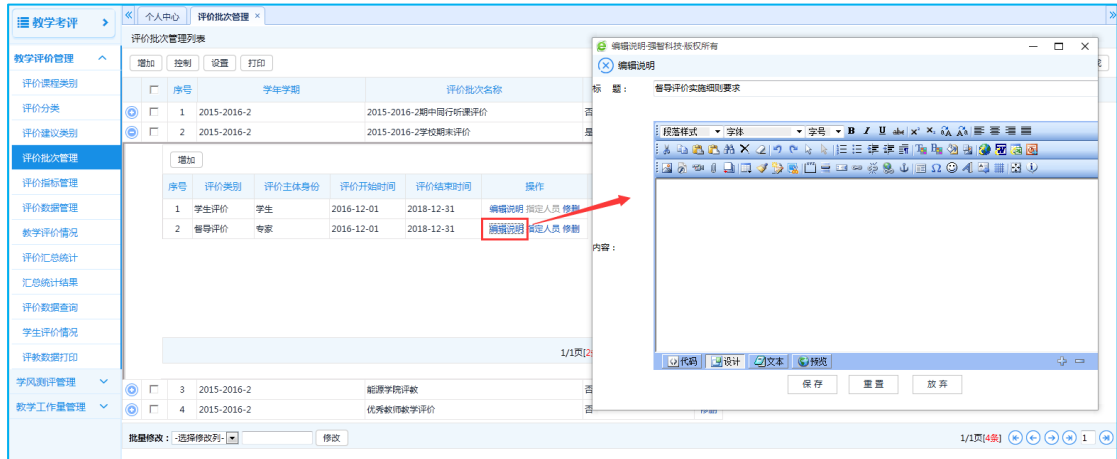 教学考评
个人中心
评价批次管理 ×
评价批次管理列表
教学评价管理
评价课程类别
评价分类
评价建议类别
评价批次管理
评价指标管理
评价数据管理
教学评价情况
评价汇总统计
汇总统计结果
评价数据查询
学生评价情况
评教数据打印
学风测评管理
教学工作量管理
增加 控制 设置 打印
序号 学年学期 评价批次名称
1 2015-2016-2 2015-2016-2期中同行听课评价 否
2 2015-2016-2 2015-2016-2学校期末评价 是
增加
序号 评价类别 评价主体身份 评价开始时间 评价结束时间 操作
1 学生评价 学生 2016-12-01 2018-12-31 编辑说明 指定人员 修删
2 督导评价 专家 2016-12-01 2018-12-31 编辑说明 指定人员 修删
1/1页[2
3 2015-2016-2 能源学院评教 否
4 2015-2016-2 优秀教师教学评价 否 修删
批量修改： -选择修改列- 修改
1/1页[4条] 1
编辑说明-强智科技-版权所有
编辑说明
标 题： 督导评价实施细则要求
段落样式 字体 字号 B I U abc x² x₂
内容：
代码 设计 文本 预览
保存 重置 放弃